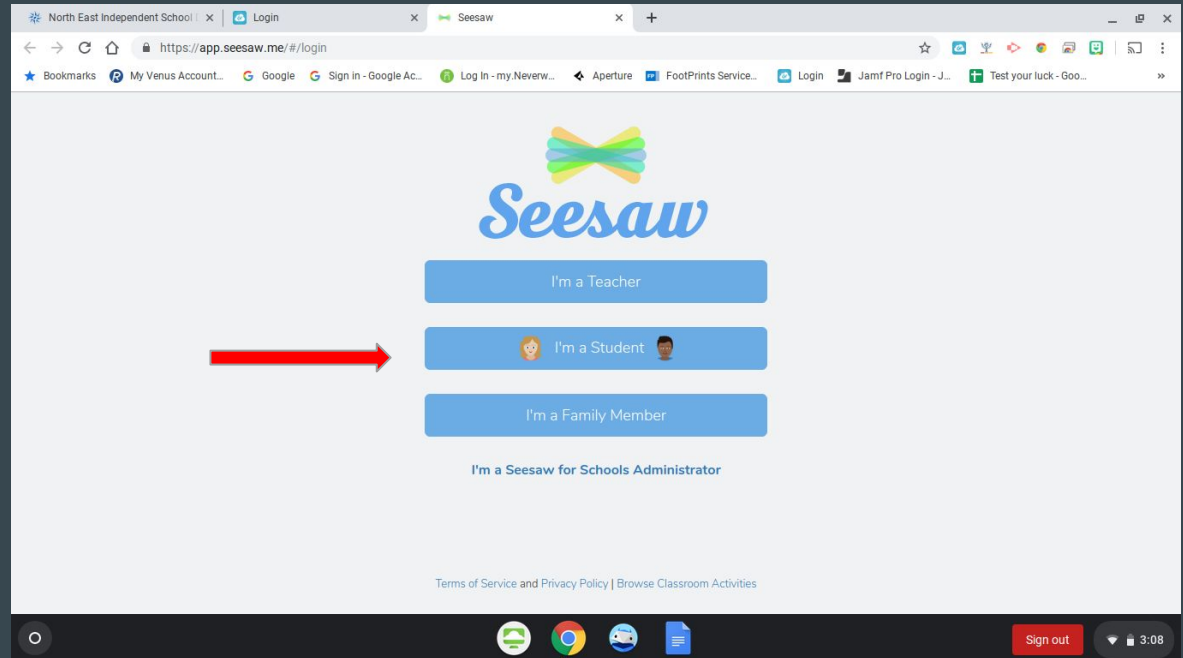 North East Independent School
Login
Seesaw
https://app.seesaw.me/#/login
Bookmarks
My Venus Account...
Google
Sign in - Google Ac...
Log In - my.Neverw...
Aperture
FP
FootPrints Service...
Login
Jamf Pro Login - J...
Test your luck - Goo...
»
Seesaw
I'm a Teacher
I'm a Student
I'm a Family Member
I'm a Seesaw for Schools Administrator
Terms of Service and Privacy Policy | Browse Classroom Activities
Sign out
3:08